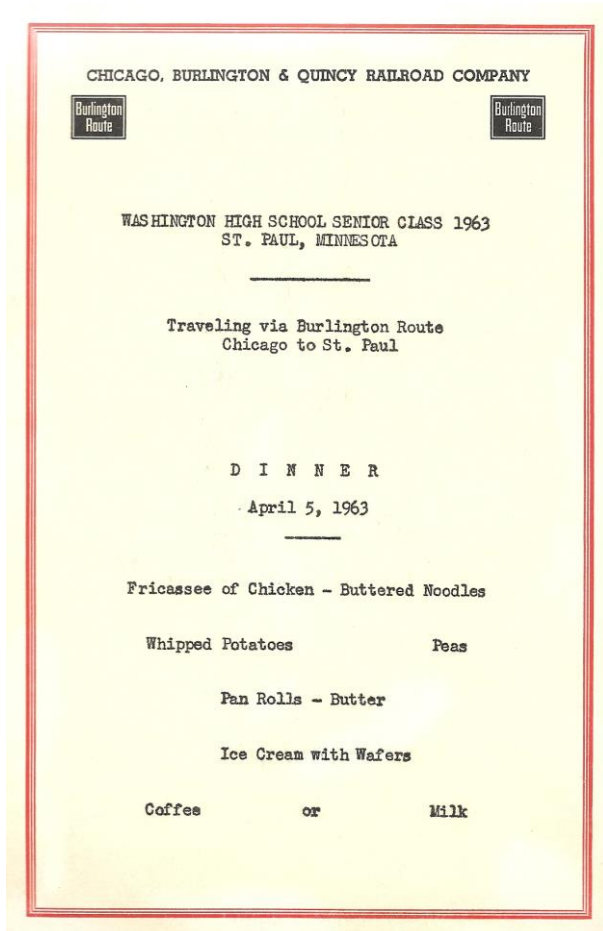 CHICAGO, BURLINGTON & QUINCY RAILROAD COMPANY
Burlington
Route
Burlington
Route
WASHINGTON HIGH SCHOOL SENIOR CLASS 1963
ST. PAUL, MINNESOTA
Traveling via Burlington Route
Chicago to St. Paul
D I N N E R
April 5, 1963
Fricassee of Chicken - Buttered Noodles
Whipped Potatoes Peas
Pan Rolls - Butter
Ice Cream with Wafers
Coffee or Milk